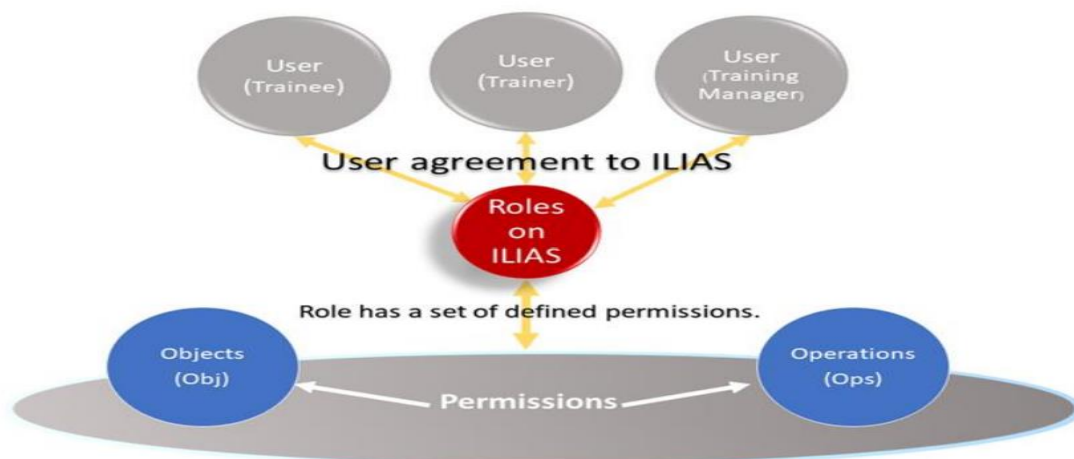 User
(Trainee)
User
(Trainer)
User
(Training
Manager)
User agreement to ILIAS
Roles
on
ILIAS
Role has a set of defined permissions.
Objects
(Obj)
Operations
(Ops)
Permissions